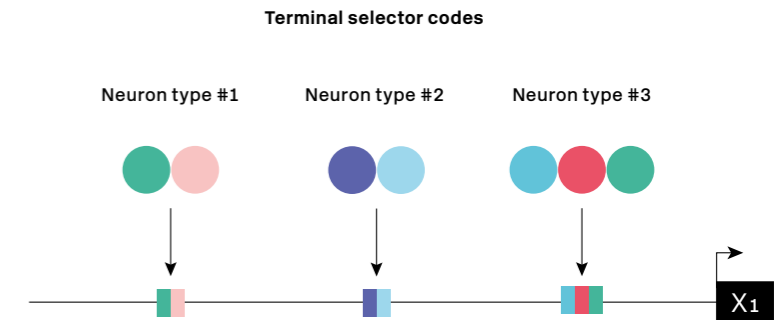 Terminal selector codes
Neuron type #1 Neuron type #2 Neuron type #3
X1